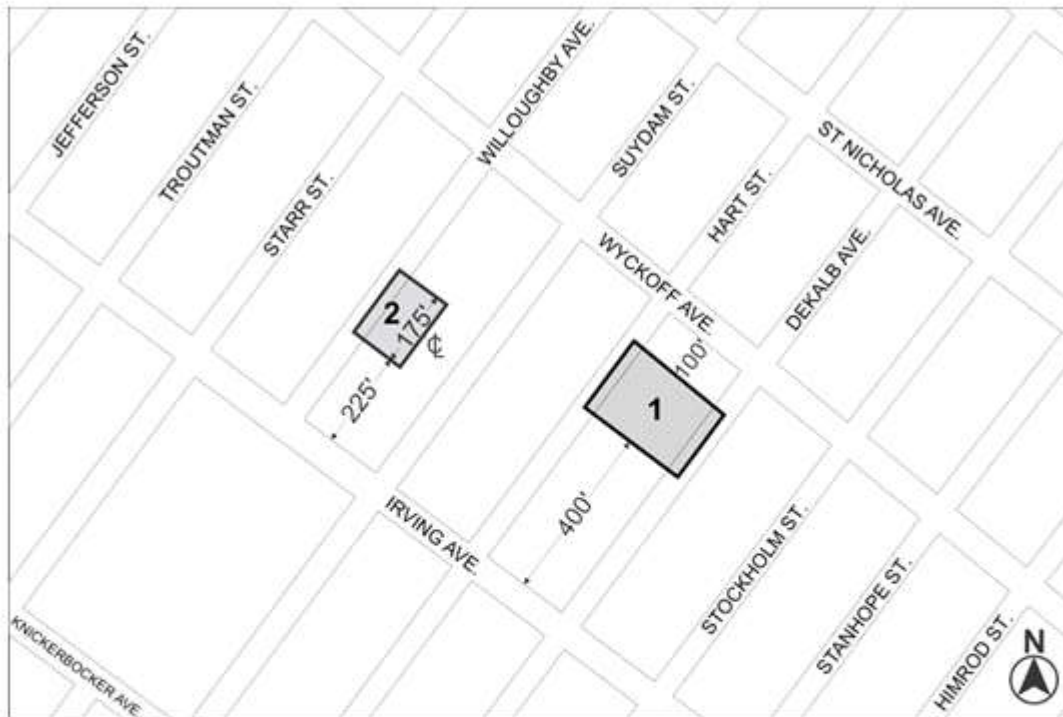 JEFFERSON ST.
TROUTMAN ST.
STARR ST.
WILLOUGHBY AVE.
SUYDAM ST.
HART ST.
ST NICHOLAS AVE.
WYCKOFF AVE.
DEKALB AVE.
2
175'
℄
225'
100'
1
400'
IRVING AVE.
STOCKHOLM ST.
STANHOPE ST.
HIMROD ST.
KNICKERBOCKER AVE.
N